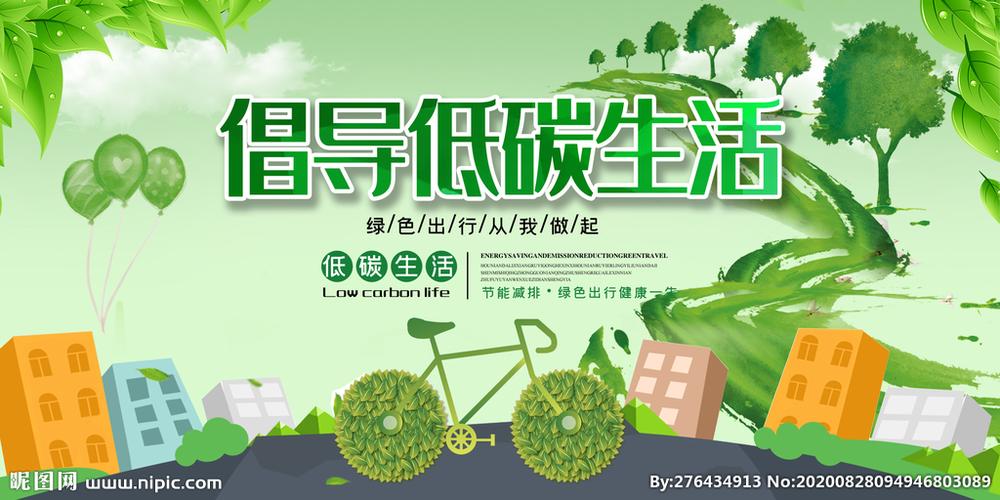 倡导低碳生活
绿/色/出/行/从/我/做/起
低碳生活
Low carbon life
ENERGYSAVINGANDEMISSIONREDUCTIONGREENTRAVEL
节能减排·绿色出行健康一生
昵图网 www.nipic.com
By:276434913 No:20200828094946803089